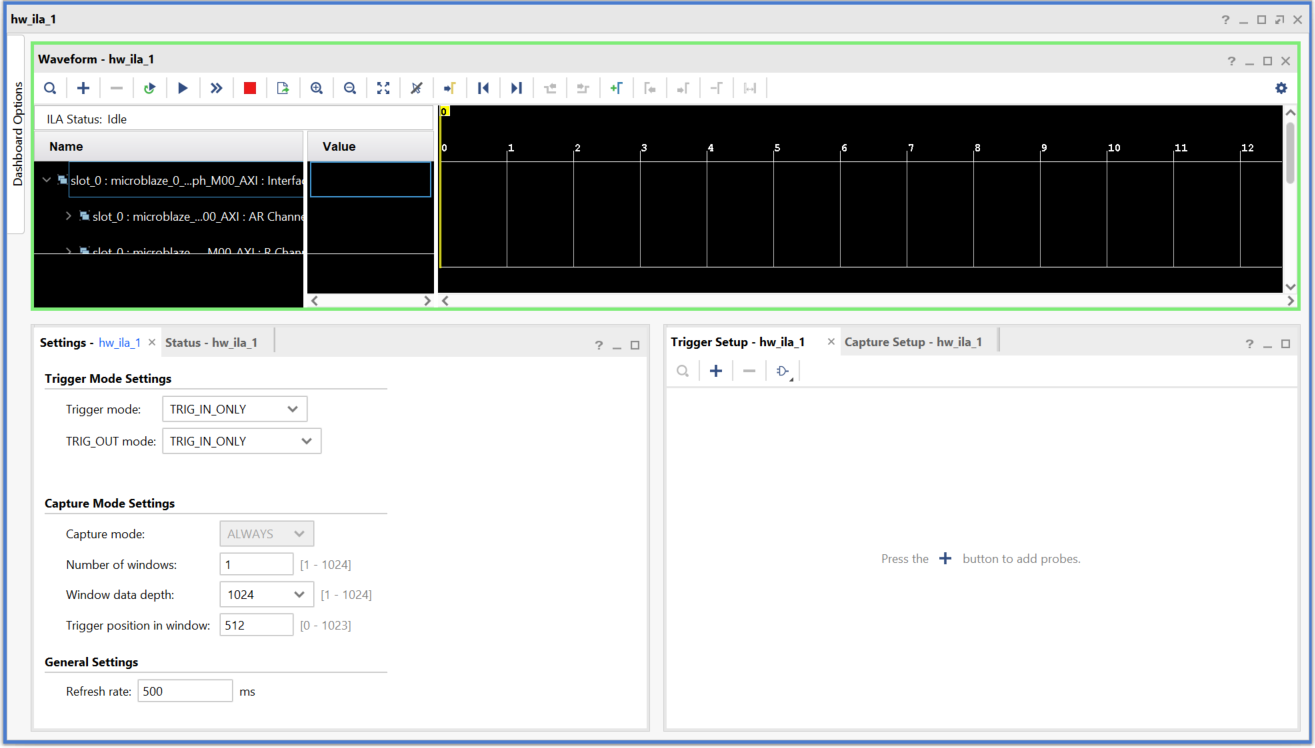 hw_ila_1
Dashboard Options
Waveform - hw_ila_1
ILA Status: Idle
Name Value
0
0 1 2 3 4 5 6 7 8 9 10 11 12
slot_0 : microblaze_0_...ph_M00_AXI : Interfac
slot_0 : microblaze_...00_AXI : AR Channe
slot_0 : microblaze_...M00_AXI : R Chann
Settings - hw_ila_1 × Status - hw_ila_1
Trigger Mode Settings
Trigger mode: TRIG_IN_ONLY
TRIG_OUT mode: TRIG_IN_ONLY
Capture Mode Settings
Capture mode: ALWAYS
Number of windows: 1 [1 - 1024]
Window data depth: 1024 [1 - 1024]
Trigger position in window: 512 [0 - 1023]
General Settings
Refresh rate: 500 ms
Trigger Setup - hw_ila_1 × Capture Setup - hw_ila_1
Press the + button to add probes.